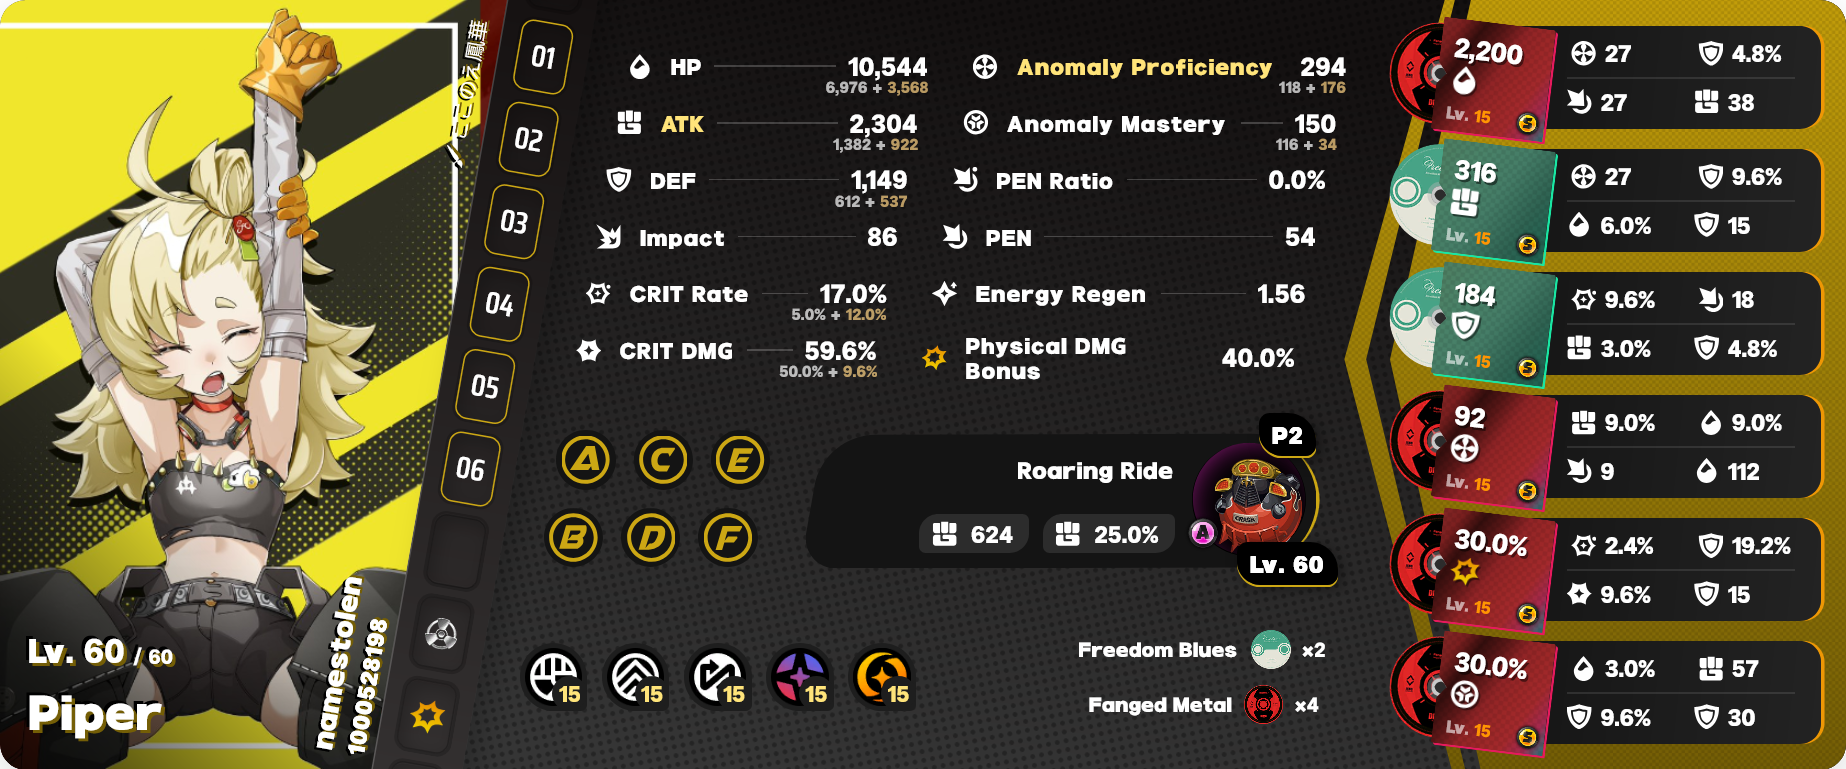 ここのえ鳳華
01
02
03
04
05
06
HP 10,544
6,976 + 3,568
ATK 2,304
1,382 + 922
DEF 1,149
612 + 537
Impact 86
CRIT Rate 17.0%
5.0% + 12.0%
CRIT DMG 59.6%
50.0% + 9.6%
Anomaly Proficiency 294
118 + 176
Anomaly Mastery 150
116 + 34
PEN Ratio 0.0%
PEN 54
Energy Regen 1.56
Physical DMG
Bonus 40.0%
A C E
B D F
P2
Roaring Ride
624 25.0%
CRASH
A
Lv. 60
15 15 15 15 15
Freedom Blues ×2
Fanged Metal ×4
Lv. 60 / 60
Piper
namestolen
1000528198
2,200
Lv. 15 S
27 4.8%
27 38
316
Lv. 15 S
27 9.6%
6.0% 15
184
Lv. 15 S
9.6% 18
3.0% 4.8%
92
Lv. 15 S
9.0% 9.0%
9 112
30.0%
Lv. 15 S
2.4% 19.2%
9.6% 15
30.0%
Lv. 15 S
3.0% 57
9.6% 30